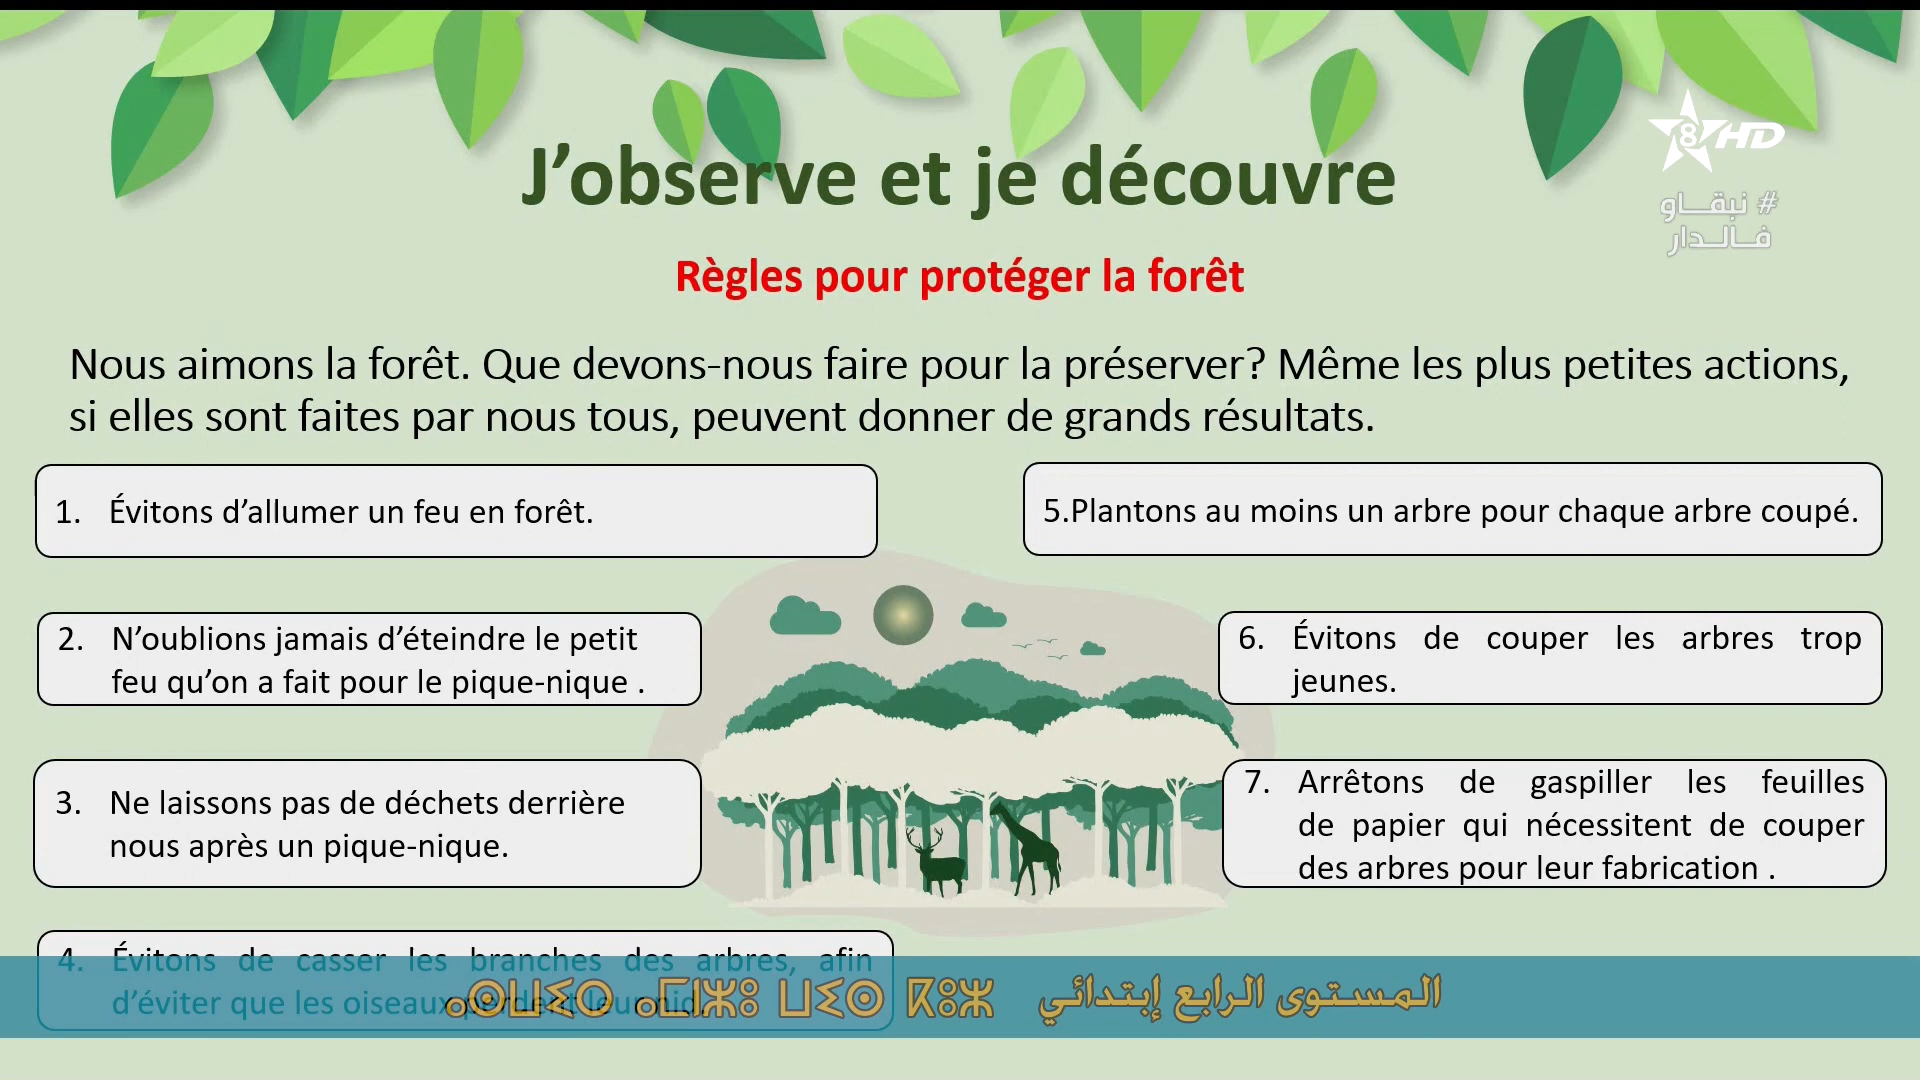 J’observe et je découvre
8 HD
# نبقاو
فالدار
Règles pour protéger la forêt
Nous aimons la forêt. Que devons-nous faire pour la préserver? Même les plus petites actions,
si elles sont faites par nous tous, peuvent donner de grands résultats.
1. Évitons d’allumer un feu en forêt.
2. N’oublions jamais d’éteindre le petit
feu qu’on a fait pour le pique-nique .
3. Ne laissons pas de déchets derrière
nous après un pique-nique.
4. Évitons de casser les branches des arbres, afin
d’éviter que les oiseaux perdent leur nid.
5.Plantons au moins un arbre pour chaque arbre coupé.
6. Évitons de couper les arbres trop
jeunes.
7. Arrêtons de gaspiller les feuilles
de papier qui nécessitent de couper
des arbres pour leur fabrication .
المستوى الرابع إبتدائي